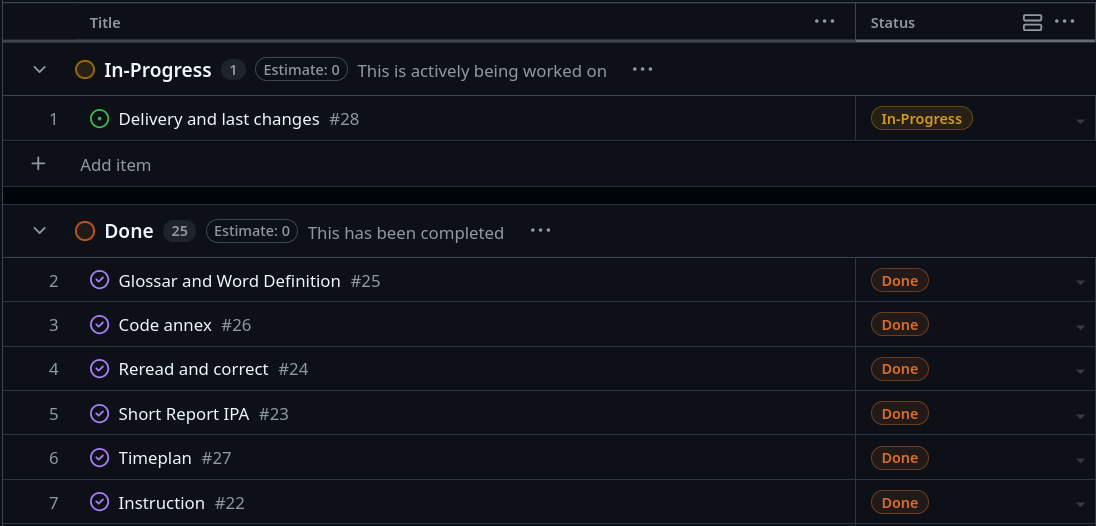 Title ... Status ...
In-Progress 1 Estimate: 0 This is actively being worked on ...
1 Delivery and last changes #28 In-Progress
+ Add item
Done 25 Estimate: 0 This has been completed ...
2 Glossar and Word Definition #25 Done
3 Code annex #26 Done
4 Reread and correct #24 Done
5 Short Report IPA #23 Done
6 Timeplan #27 Done
7 Instruction #22 Done